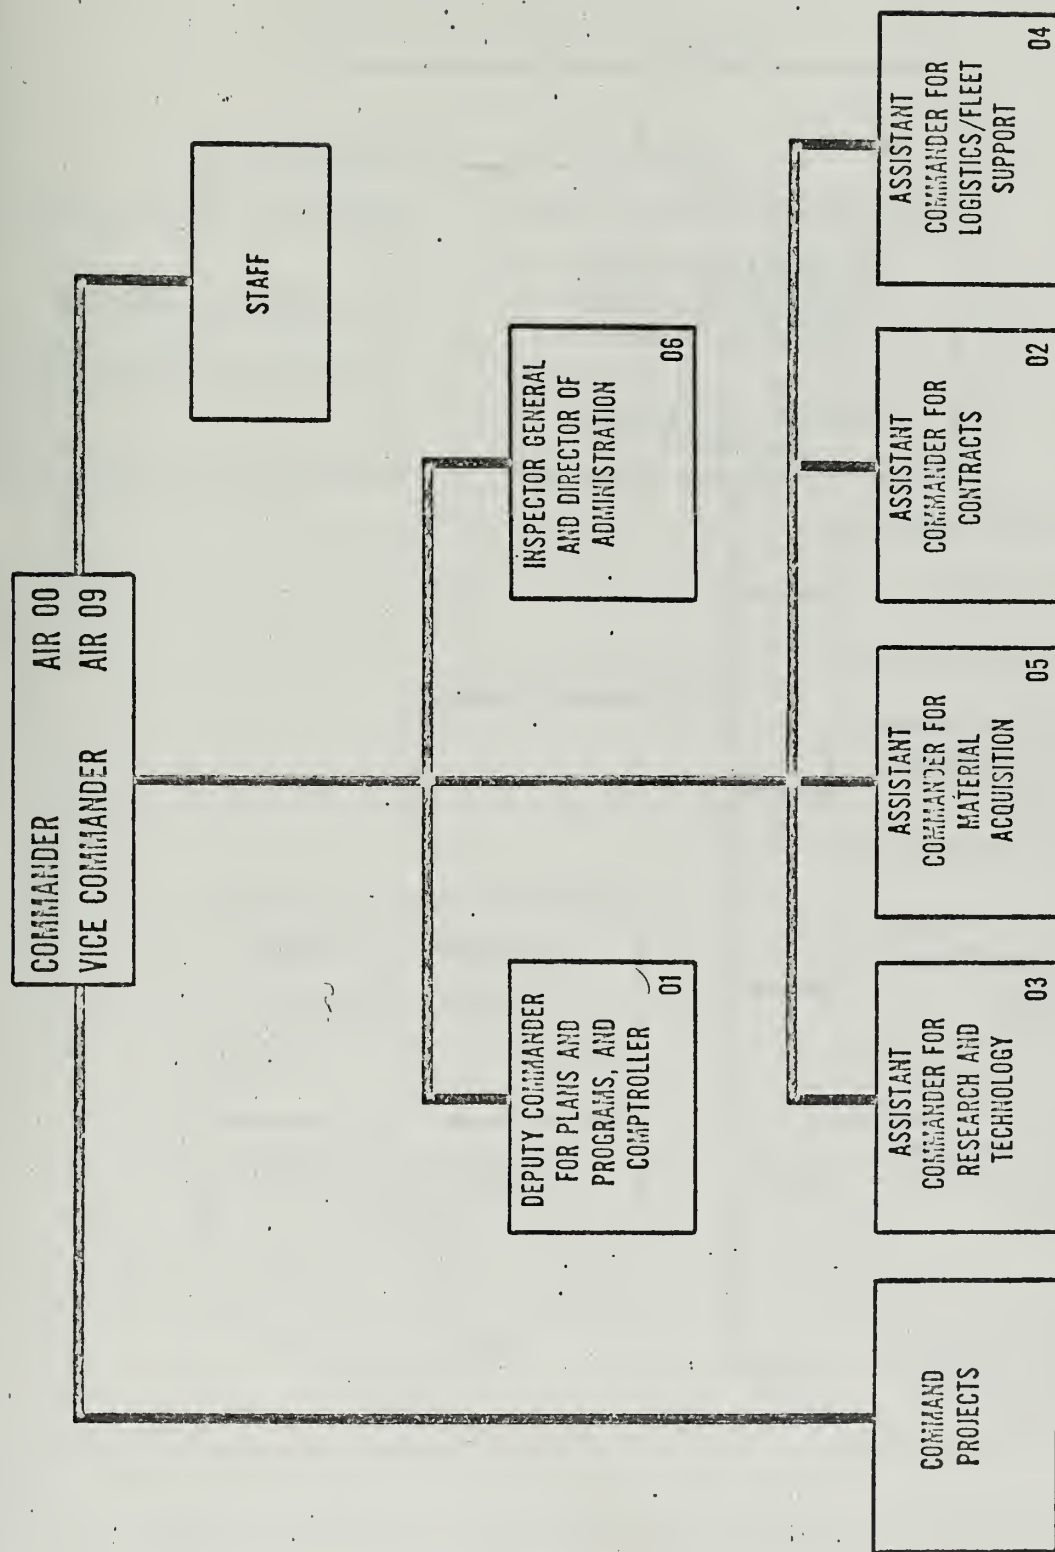 COMMANDER AIR 00
VICE COMMANDER AIR 09
STAFF
DEPUTY COMMANDER
FOR PLANS AND
PROGRAMS, AND
COMPTROLLER
01
INSPECTOR GENERAL
AND DIRECTOR OF
ADMINISTRATION
06
COMMAND
PROJECTS
ASSISTANT
COMMANDER FOR
RESEARCH AND
TECHNOLOGY
03
ASSISTANT
COMMANDER FOR
MATERIAL
ACQUISITION
05
ASSISTANT
COMMANDER FOR
CONTRACTS
02
ASSISTANT
COMMANDER FOR
LOGISTICS/FLEET
SUPPORT
04